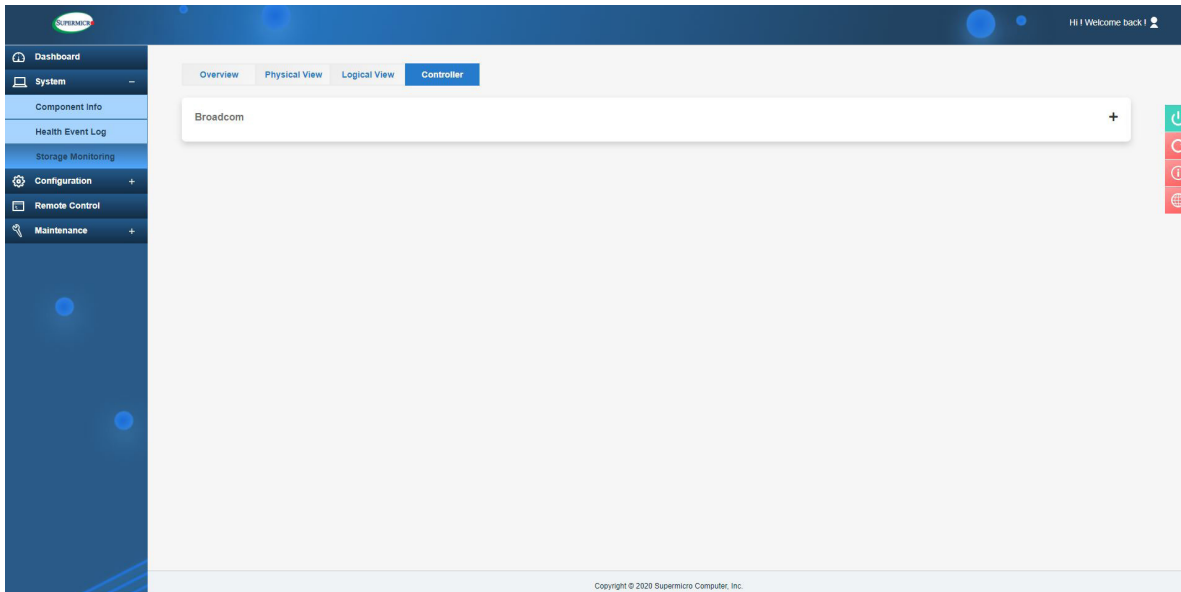 SUPERMICR
Hi ! Welcome back !
Dashboard
System –
Component Info
Health Event Log
Storage Monitoring
Configuration +
Remote Control
Maintenance +
Overview Physical View Logical View Controller
Broadcom +
Copyright © 2020 Supermicro Computer, Inc.